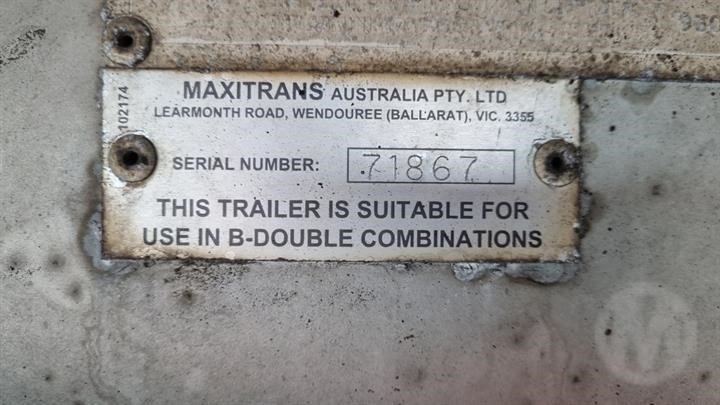 MAXITRANS AUSTRALIA PTY. LTD
LEARMONTH ROAD, WENDOUREE (BALLARAT), VIC. 3355
102174
SERIAL NUMBER: 71867
THIS TRAILER IS SUITABLE FOR
USE IN B-DOUBLE COMBINATIONS